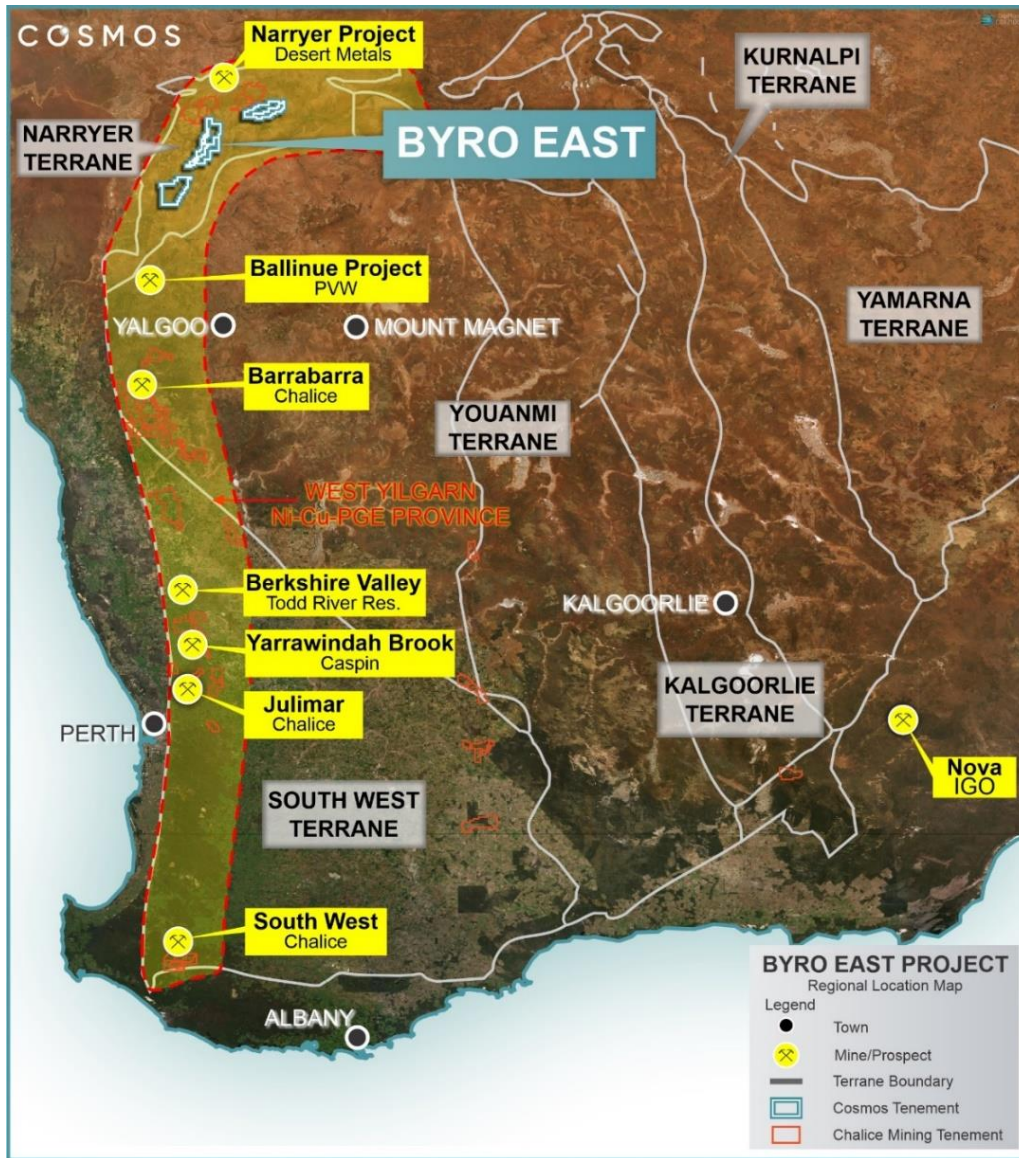 COSMOS
Narryer Project
Desert Metals
KURNALPI
TERRANE
NARRYER
TERRANE
BYRO EAST
Ballinue Project
PVW
YALGOO
MOUNT MAGNET
YAMARNA
TERRANE
Barrabarra
Chalice
YOUANMI
TERRANE
WEST YILGARN
Ni-Cu-PGE PROVINCE
Berkshire Valley
Todd River Res.
KALGOORLIE
Yarrawindah Brook
Caspin
Julimar
Chalice
KALGOORLIE
TERRANE
PERTH
Nova
IGO
SOUTH WEST
TERRANE
South West
Chalice
ALBANY
BYRO EAST PROJECT
Regional Location Map
Legend
Town
Mine/Prospect
Terrane Boundary
Cosmos Tenement
Chalice Mining Tenement